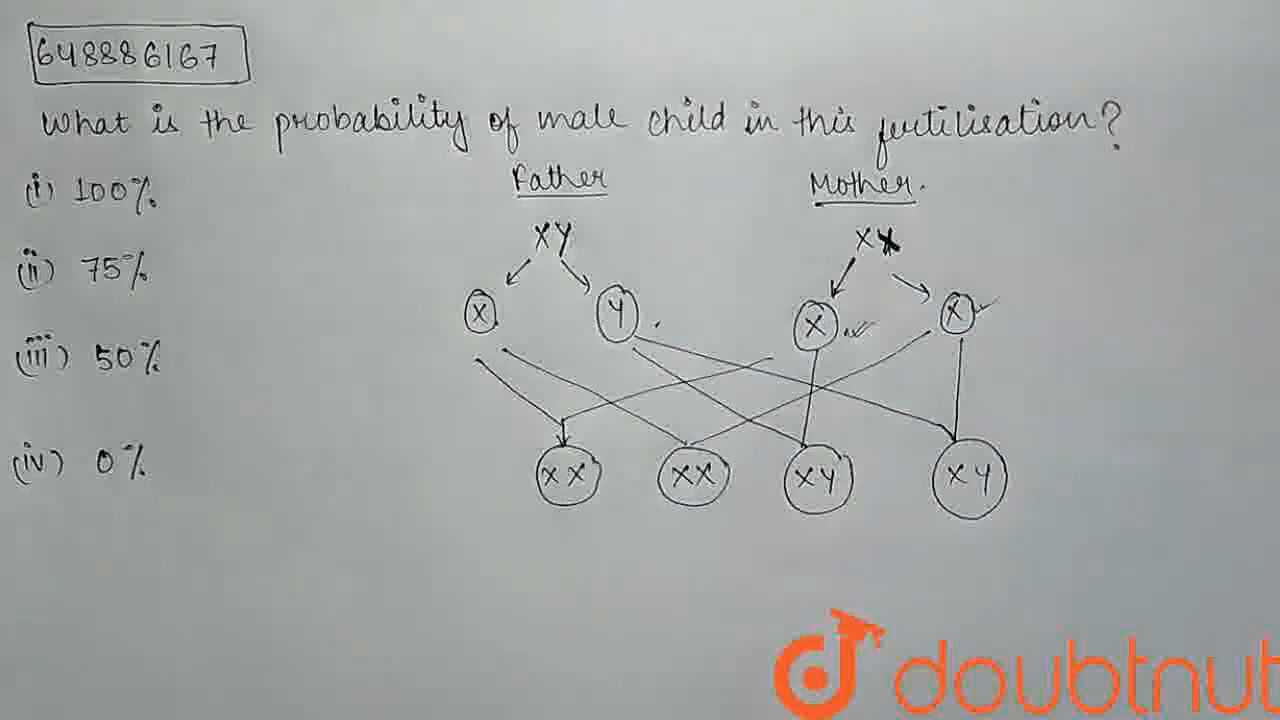 648886167
What is the probability of male child in this fertilisation?
Father Mother.
(i) 100%
XY XX
(ii) 75%
X Y X X
(iii) 50%
(iv) 0%
XX XX XY XY
doubtnut